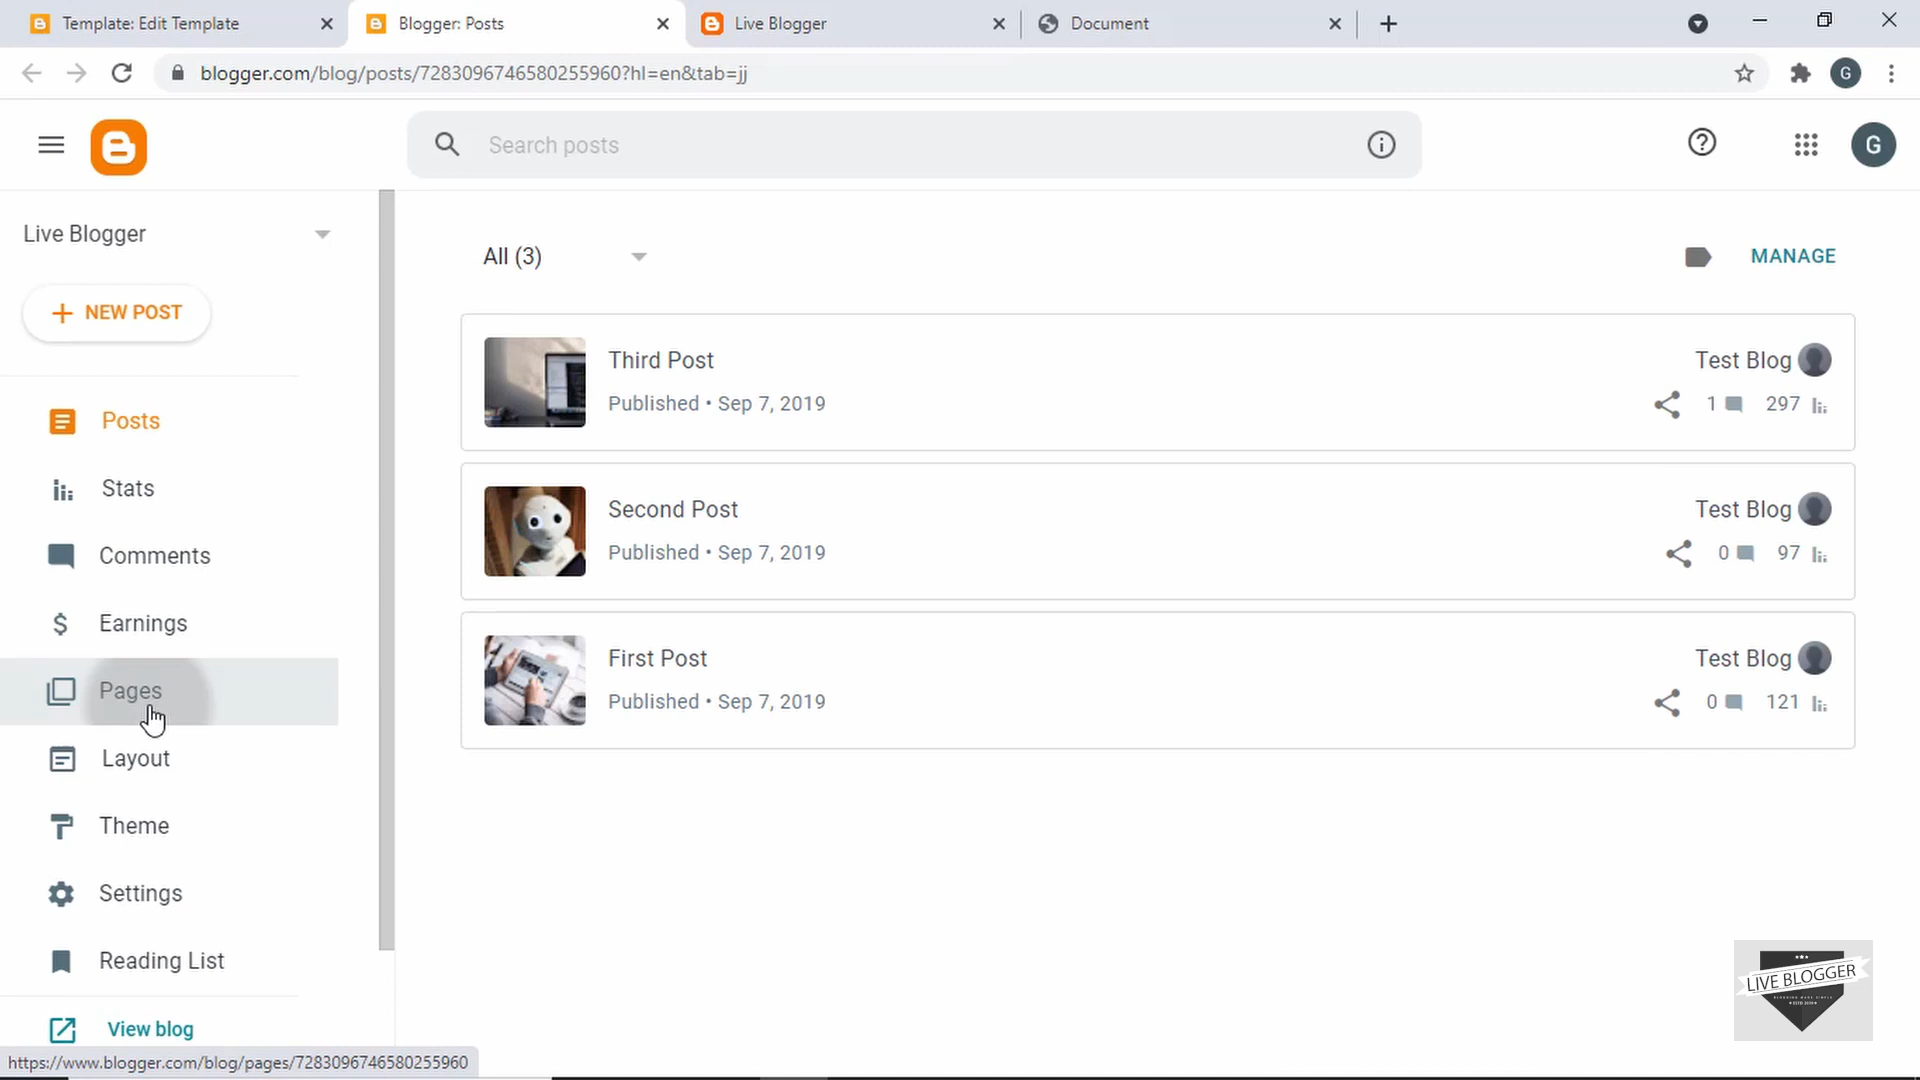 Template: Edit Template
Blogger: Posts
Live Blogger
Document
blogger.com/blog/posts/7283096746580255960?hl=en&tab=jj
G
Search posts
G
Live Blogger
NEW POST
Posts
Stats
Comments
Earnings
Pages
Layout
Theme
Settings
Reading List
View blog
All (3)
MANAGE
Third Post
Published • Sep 7, 2019
Test Blog
1 297
Second Post
Published • Sep 7, 2019
Test Blog
0 97
First Post
Published • Sep 7, 2019
Test Blog
0 121
LIVE BLOGGER
https://www.blogger.com/blog/pages/7283096746580255960